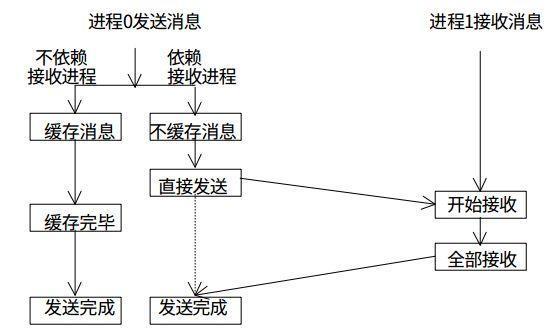 进程0发送消息
进程1接收消息
不依赖
接收进程
依赖
接收进程
缓存消息
不缓存消息
直接发送
缓存完毕
开始接收
全部接收
发送完成
发送完成